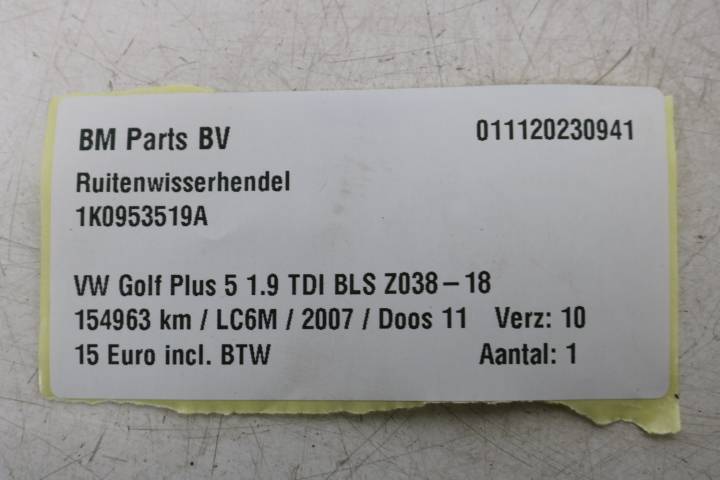 BM Parts BV 011120230941
Ruitenwisserhendel
1K0953519A
VW Golf Plus 5 1.9 TDI BLS Z038 – 18
154963 km / LC6M / 2007 / Doos 11 Verz: 10
15 Euro incl. BTW Aantal: 1